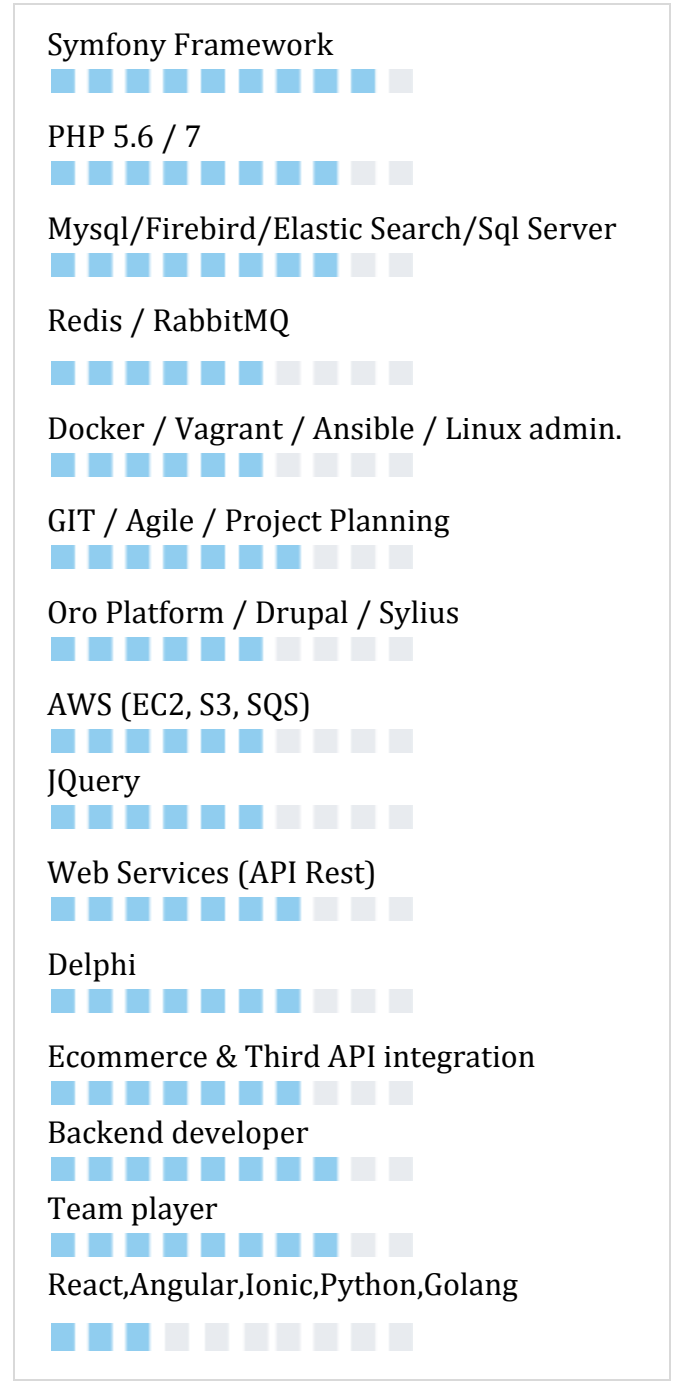 Symfony Framework
PHP 5.6 / 7
Mysql/Firebird/Elastic Search/Sql Server
Redis / RabbitMQ
Docker / Vagrant / Ansible / Linux admin.
GIT / Agile / Project Planning
Oro Platform / Drupal / Sylius
AWS (EC2, S3, SQS)
JQuery
Web Services (API Rest)
Delphi
Ecommerce & Third API integration
Backend developer
Team player
React,Angular,Ionic,Python,Golang